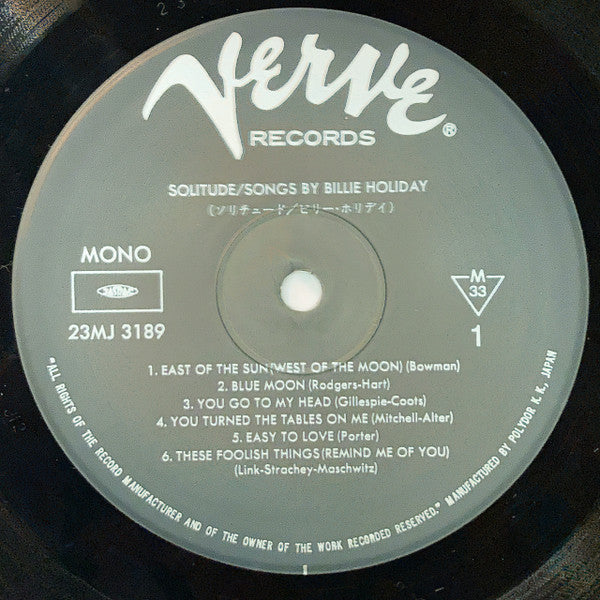 2 3
VERVE®
RECORDS
SOLITUDE/SONGS BY BILLIE HOLIDAY
(ソリチュード/ビリー・ホリデイ)
MONO
23MJ 3189
M
33
1
1. EAST OF THE SUN(WEST OF THE MOON)(Bowman)
2. BLUE MOON(Rodgers-Hart)
3. YOU GO TO MY HEAD(Gillespie-Coots)
4. YOU TURNED THE TABLES ON ME(Mitchell-Alter)
5. EASY TO LOVE(Porter)
6. THESE FOOLISH THINGS(REMIND ME OF YOU)
(Link-Strachey-Maschwitz)
"ALL RIGHTS OF THE RECORD MANUFACTURER AND OF THE OWNER OF THE WORK RECORDED RESERVED." MANUFACTURED BY POLYDOR K. K., JAPAN